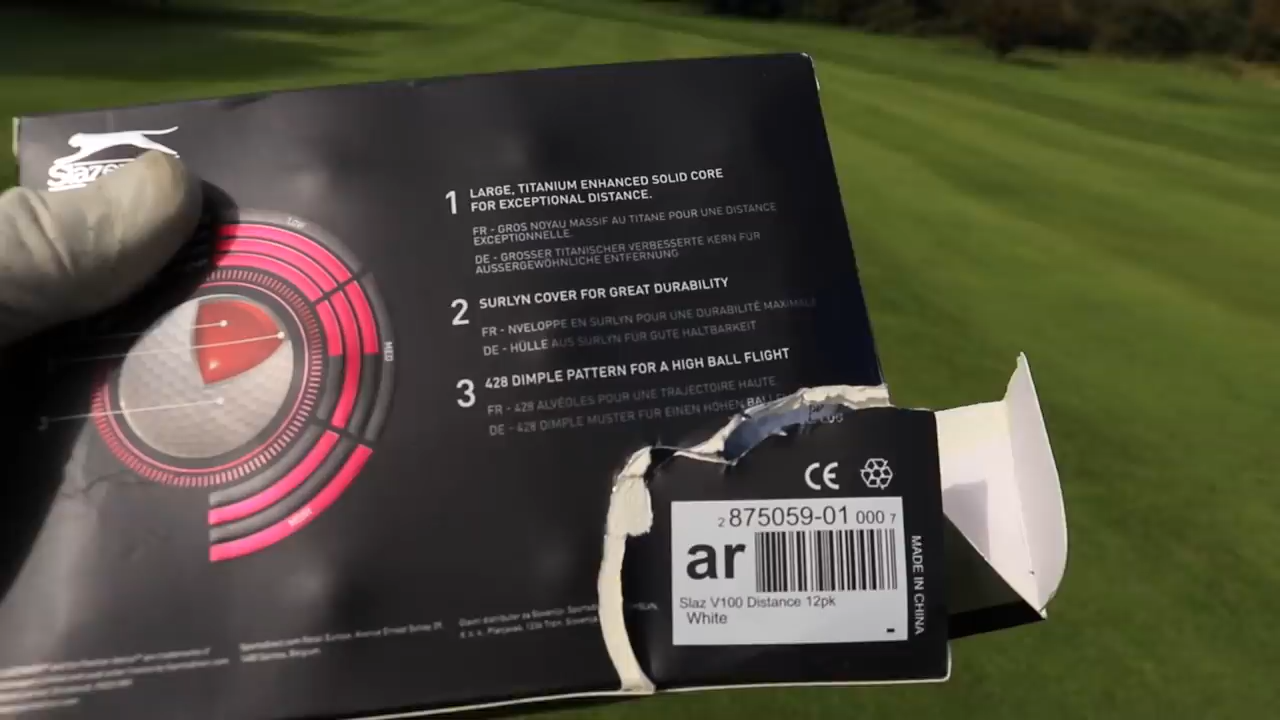 1 LARGE, TITANIUM ENHANCED SOLID CORE
FOR EXCEPTIONAL DISTANCE.
FR - GROS NOYAU MASSIF AU TITANE POUR UNE DISTANCE
EXCEPTIONNELLE.
DE - GROSSER TITANISCHER VERBESSERTE KERN FÜR
AUSSERGEWÖHNLICHE ENTFERNUNG
2 SURLYN COVER FOR GREAT DURABILITY
FR - NVELOPPE EN SURLYN POUR UNE DURABILITÉ MAXIMALE
DE - HÜLLE AUS SURLYN FÜR GUTE HALTBARKEIT
3 428 DIMPLE PATTERN FOR A HIGH BALL FLIGHT
FR - 428 ALVÉOLES POUR UNE TRAJECTOIRE HAUTE
DE - 428 DIMPLE MUSTER FÜR EINEN HOHEN
MED
CE
2 875059-01 000 7
ar
Slaz V100 Distance 12pk
White
MADE IN CHINA